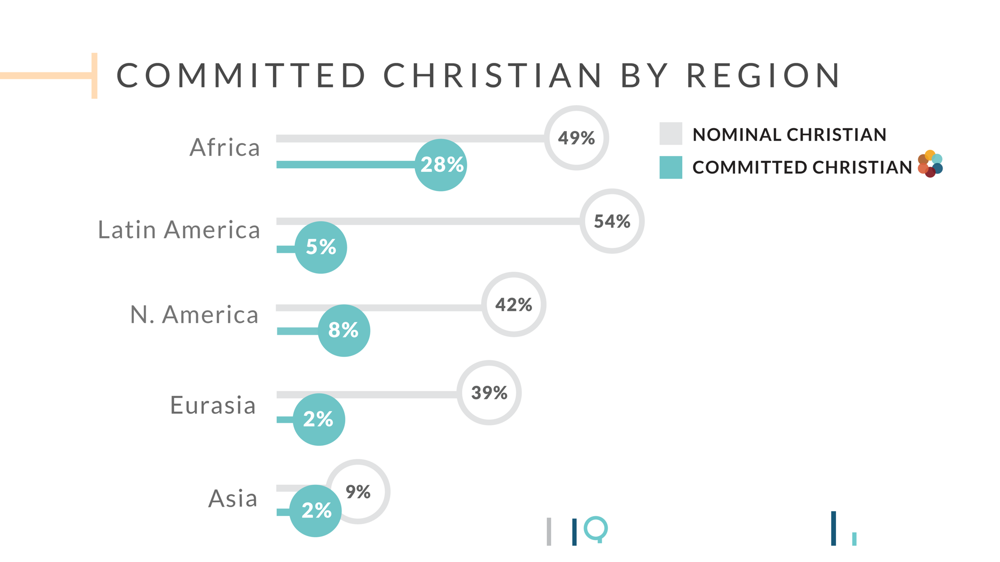 COMMITTED CHRISTIAN BY REGION
NOMINAL CHRISTIAN
COMMITTED CHRISTIAN
Africa
49%
28%
Latin America
54%
5%
N. America
42%
8%
Eurasia
39%
2%
Asia
9%
2%